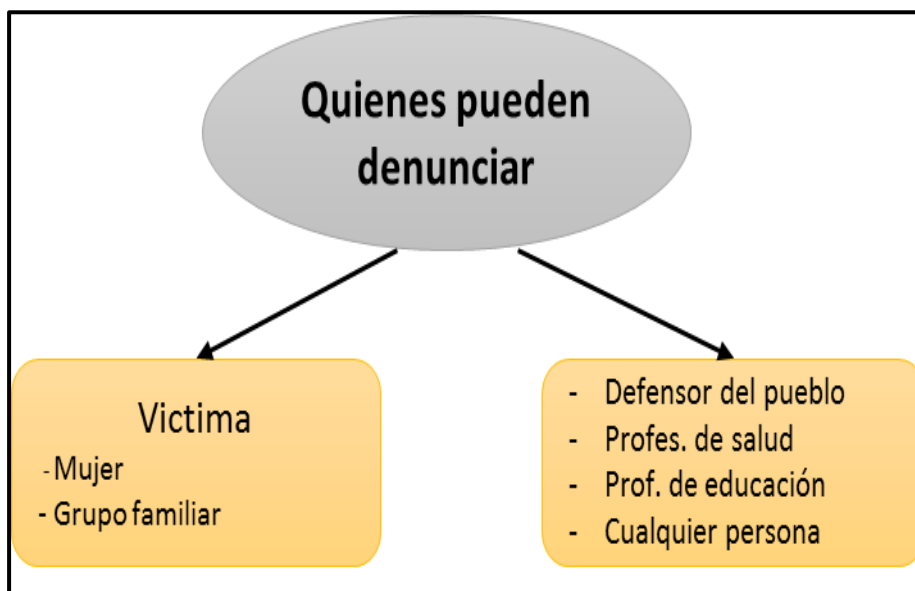 Quienes pueden
denunciar
Victima
- Mujer
- Grupo familiar
- Defensor del pueblo
- Profes. de salud
- Prof. de educación
- Cualquier persona